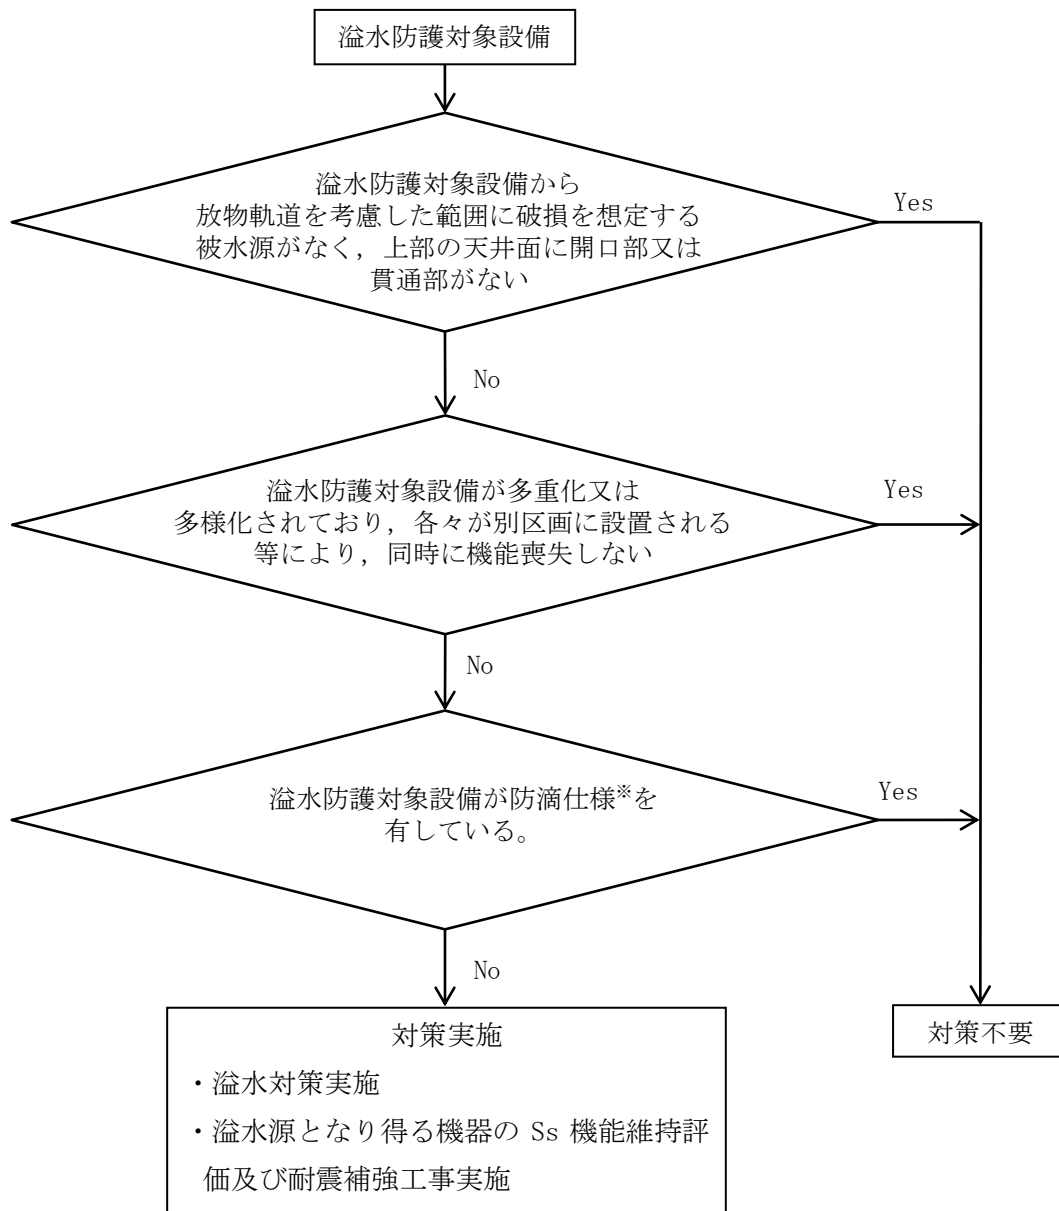 溢水防護対象設備
溢水防護対象設備から
放物軌道を考慮した範囲に破損を想定する
被水源がなく，上部の天井面に開口部又は
貫通部がない
Yes
No
溢水防護対象設備が多重化又は
多様化されており，各々が別区画に設置される
等により，同時に機能喪失しない
Yes
No
溢水防護対象設備が防滴仕様※を
有している。
Yes
No
対策実施
・溢水対策実施
・溢水源となり得る機器の Ss 機能維持評
価及び耐震補強工事実施
対策不要